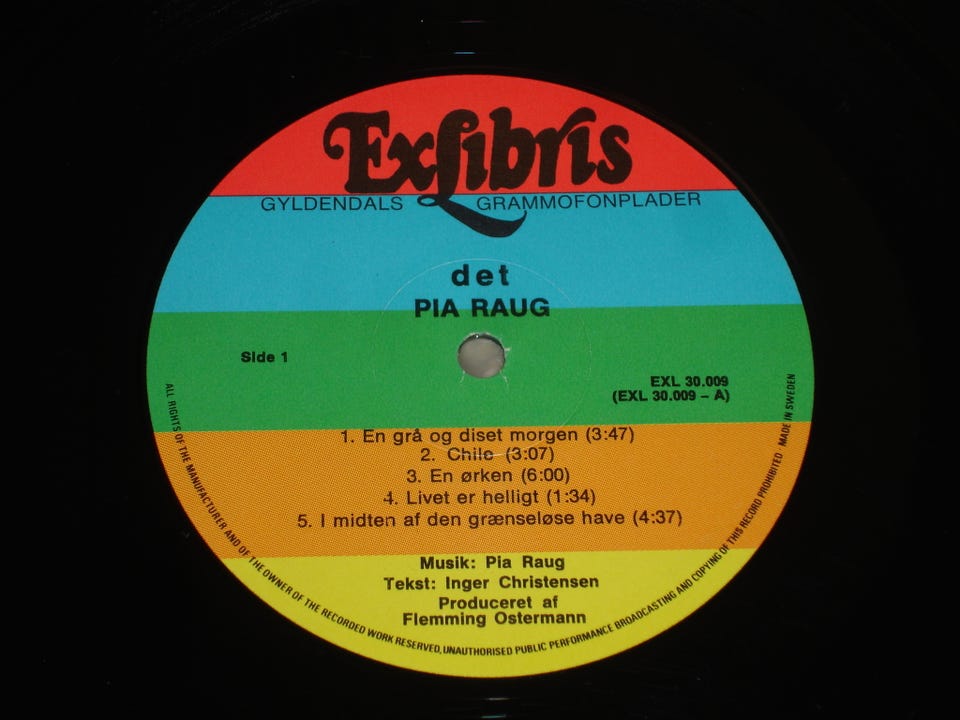 Exlibris
GYLDENDALS GRAMMOFONPLADER
det
PIA RAUG
Side 1
EXL 30.009
(EXL 30.009 – A)
1. En grå og diset morgen (3:47)
2. Chile (3:07)
3. En ørken (6:00)
4. Livet er helligt (1:34)
5. I midten af den grænseløse have (4:37)
Musik: Pia Raug
Tekst: Inger Christensen
Produceret af
Flemming Ostermann
ALL RIGHTS OF THE MANUFACTURER AND OF THE OWNER OF THE RECORDED WORK RESERVED, UNAUTHORISED PUBLIC PERFORMANCE BROADCASTING AND COPYING OF THIS RECORD PROHIBITED · MADE IN SWEDEN